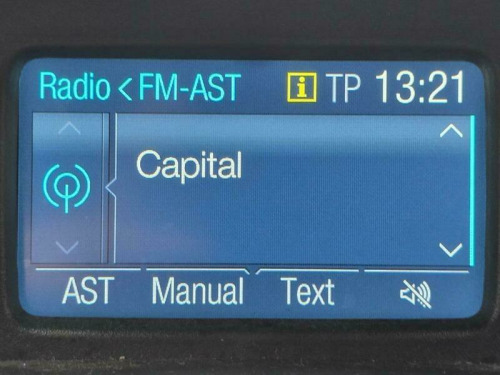 Radio < FM-AST i TP 13:21
Capital
AST Manual Text